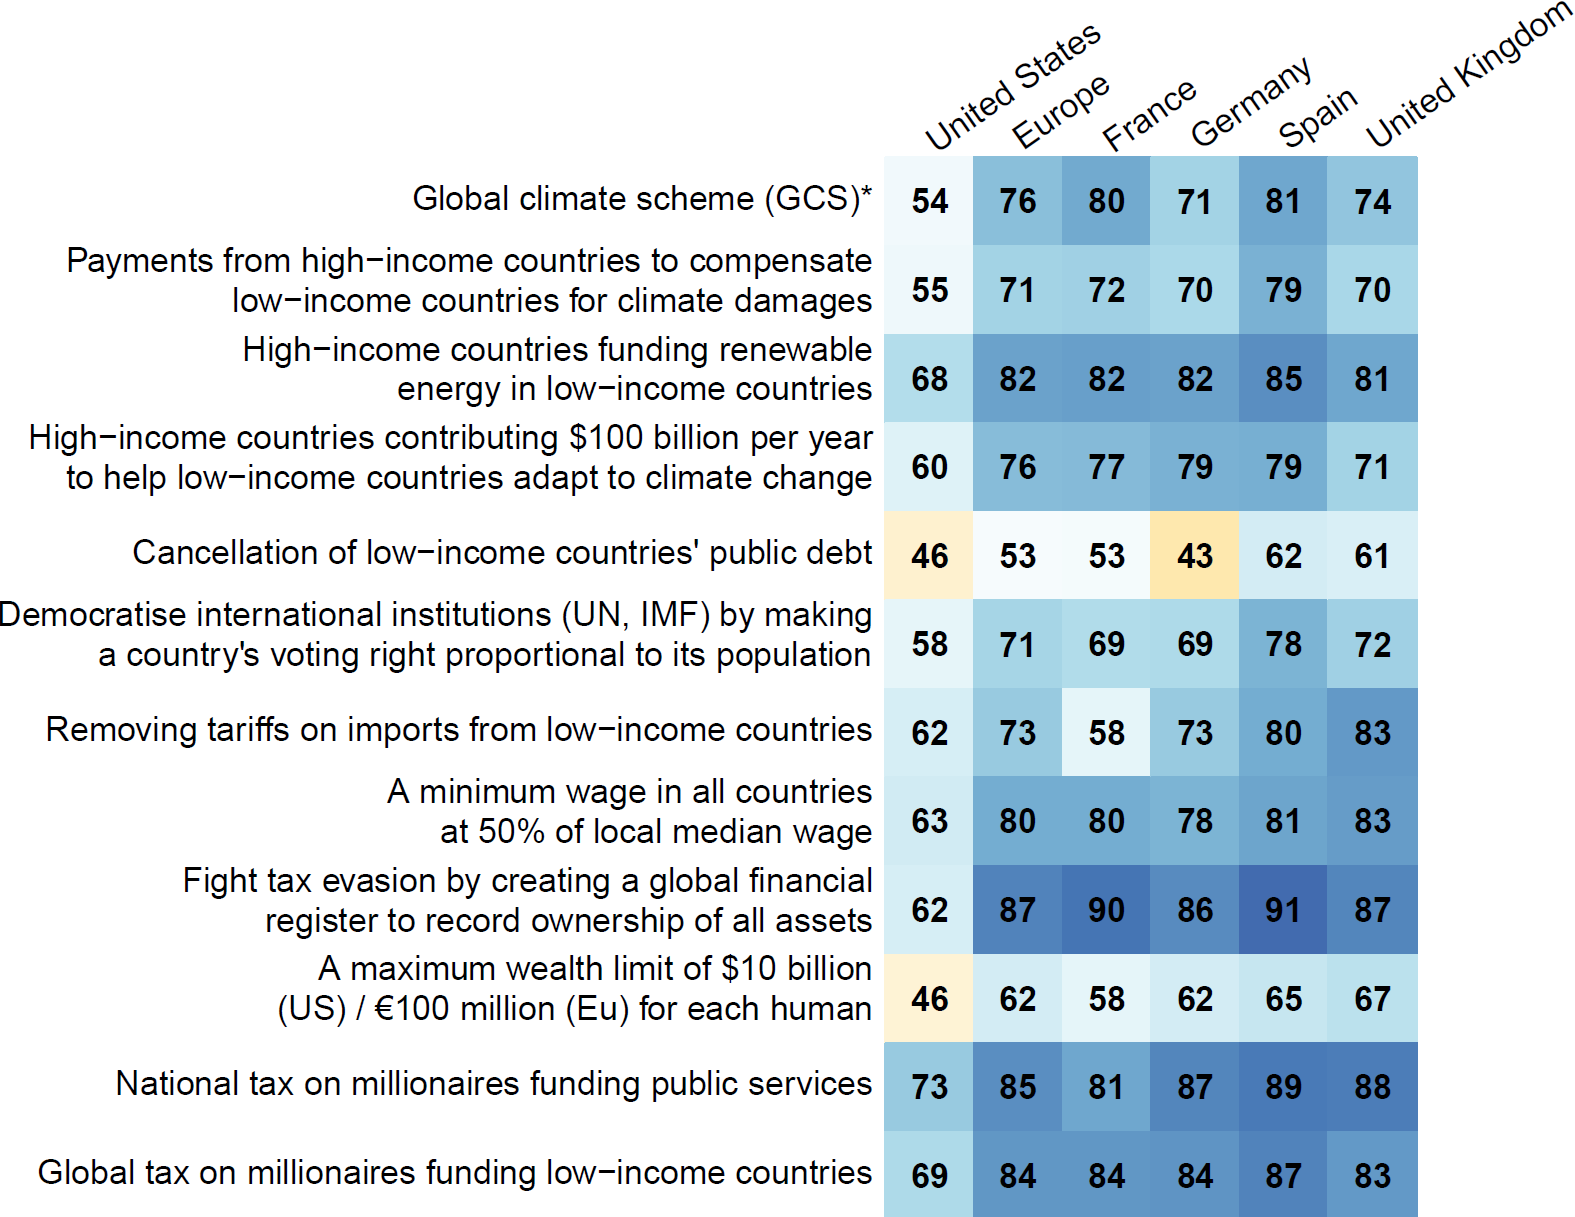 United States Europe France Germany Spain United Kingdom
Global climate scheme (GCS)* 54 76 80 71 81 74
Payments from high−income countries to compensate
low−income countries for climate damages 55 71 72 70 79 70
High−income countries funding renewable
energy in low−income countries 68 82 82 82 85 81
High−income countries contributing $100 billion per year
to help low−income countries adapt to climate change 60 76 77 79 79 71
Cancellation of low−income countries' public debt 46 53 53 43 62 61
Democratise international institutions (UN, IMF) by making
a country's voting right proportional to its population 58 71 69 69 78 72
Removing tariffs on imports from low−income countries 62 73 58 73 80 83
A minimum wage in all countries
at 50% of local median wage 63 80 80 78 81 83
Fight tax evasion by creating a global financial
register to record ownership of all assets 62 87 90 86 91 87
A maximum wealth limit of $10 billion
(US) / €100 million (Eu) for each human 46 62 58 62 65 67
National tax on millionaires funding public services 73 85 81 87 89 88
Global tax on millionaires funding low−income countries 69 84 84 84 87 83